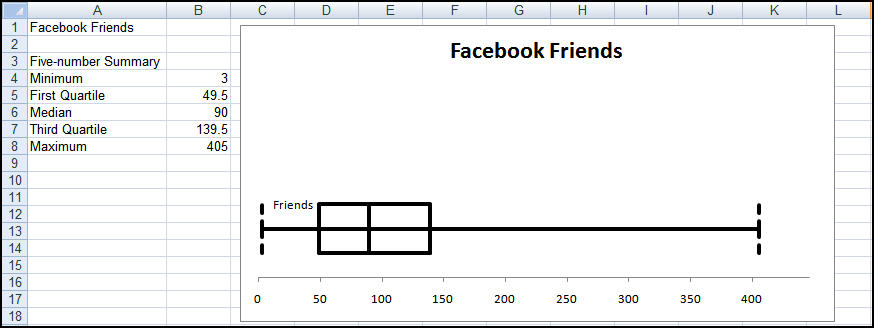 A B C D E F G H I J K L
1 Facebook Friends
2
3 Five-number Summary
4 Minimum 3
5 First Quartile 49.5
6 Median 90
7 Third Quartile 139.5
8 Maximum 405
9
10
11
12
13
14
15
16
17
18
Facebook Friends
Friends
0 50 100 150 200 250 300 350 400